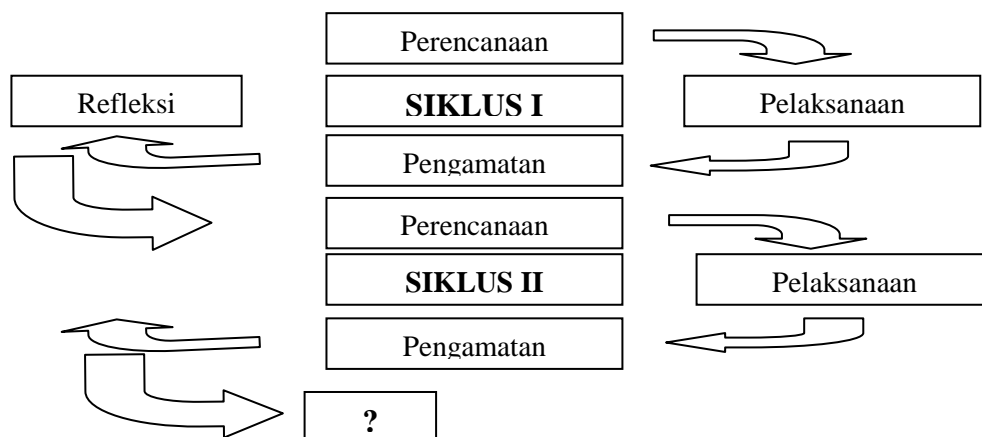 Perencanaan
Refleksi
SIKLUS I
Pelaksanaan
Pengamatan
Perencanaan
SIKLUS II
Pelaksanaan
Pengamatan
?